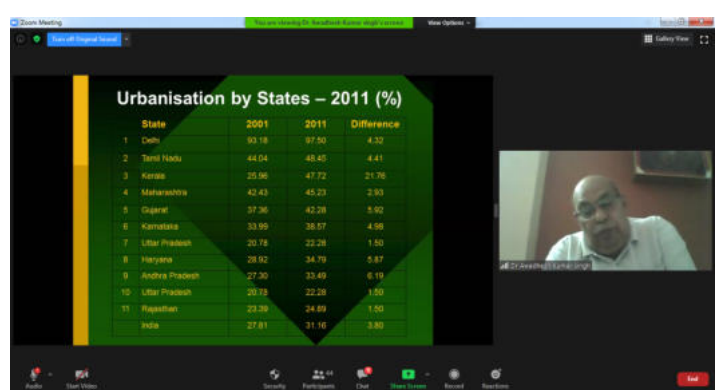 Zoom Meeting
You are viewing Dr. Awadhesh Kumar singh's screen
View Options
Turn off Original Sound
Gallery View
Urbanisation by States – 2011 (%)
State 2001 2011 Difference
1 Delhi 93.18 97.50 4.32
2 Tamil Nadu 44.04 48.45 4.41
3 Kerala 25.96 47.72 21.76
4 Maharashtra 42.43 45.23 2.93
5 Gujarat 37.36 42.28 5.92
6 Karnataka 33.99 38.57 4.98
7 Uttar Pradesh 20.78 22.28 1.50
8 Haryana 28.92 34.79 5.87
9 Andhra Pradesh 27.30 33.49 6.19
10 Uttar Pradesh 20.78 22.28 1.50
11 Rajasthan 23.39 24.89 1.50
India 27.81 31.16 3.80
Dr Awadhesh Kumar singh
Audio
Start Video
Security
Participants
44
Chat
Share Screen
Record
Reactions
End